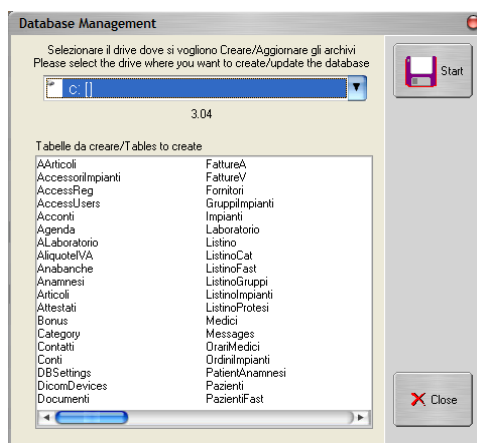 Database Management
Selezionare il drive dove si vogliono Creare/Aggiornare gli archivi
Please select the drive where you want to create/update the database
c: []
Start
3.04
Tabelle da creare/Tables to create
AArticoli
AccessoriImpianti
AccessReg
AccessUsers
Acconti
Agenda
ALaboratorio
AliquoteIVA
Anabanche
Anamnesi
Articoli
Attestati
Bonus
Category
Contatti
Conti
DBSettings
DicomDevices
Documenti
FattureA
FattureV
Fornitori
GruppiImpianti
Impianti
Laboratorio
Listino
ListinoCat
ListinoFast
ListinoGruppi
ListinoImpianti
ListinoProtesi
Medici
Messages
OrariMedici
OrdiniImpianti
PatientAnamnesi
Pazienti
PazientiFast
Close